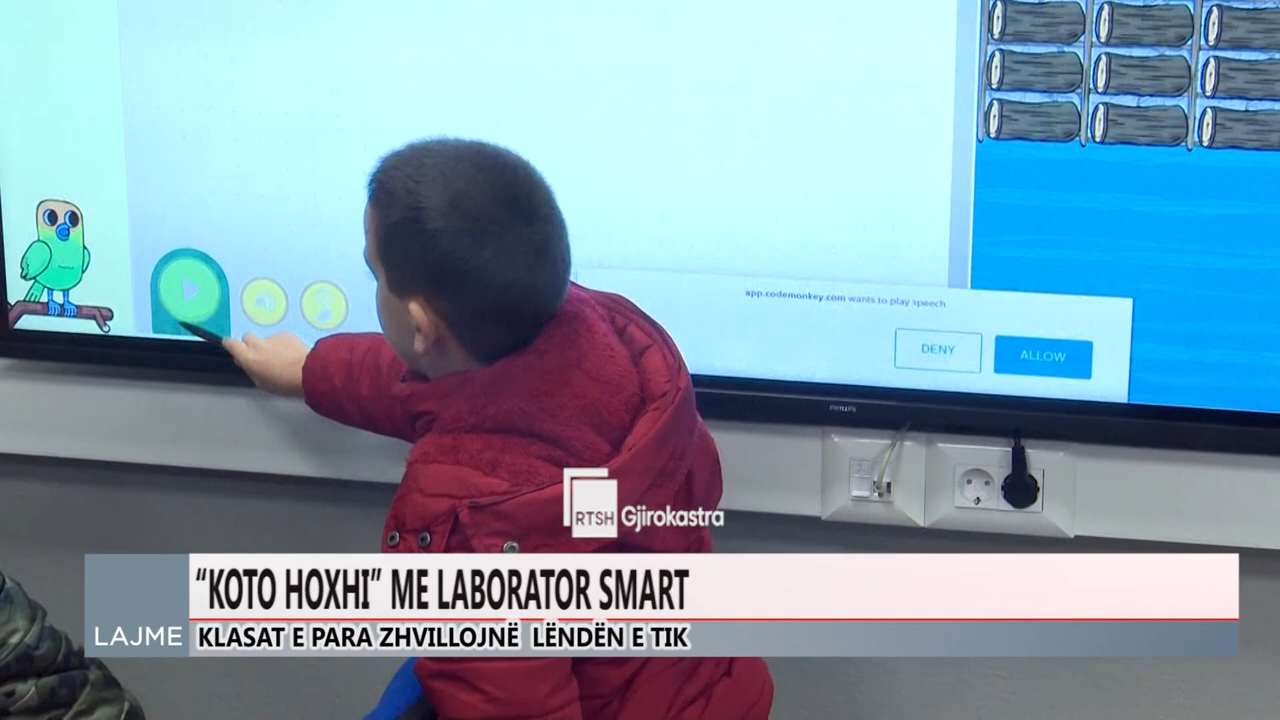 app.codemonkey.com wants to play speech
DENY
ALLOW
PHILIPS
RTSH Gjirokastra
“KOTO HOXHI” ME LABORATOR SMART
LAJME
KLASAT E PARA ZHVILLOJNË LËNDËN E TIK